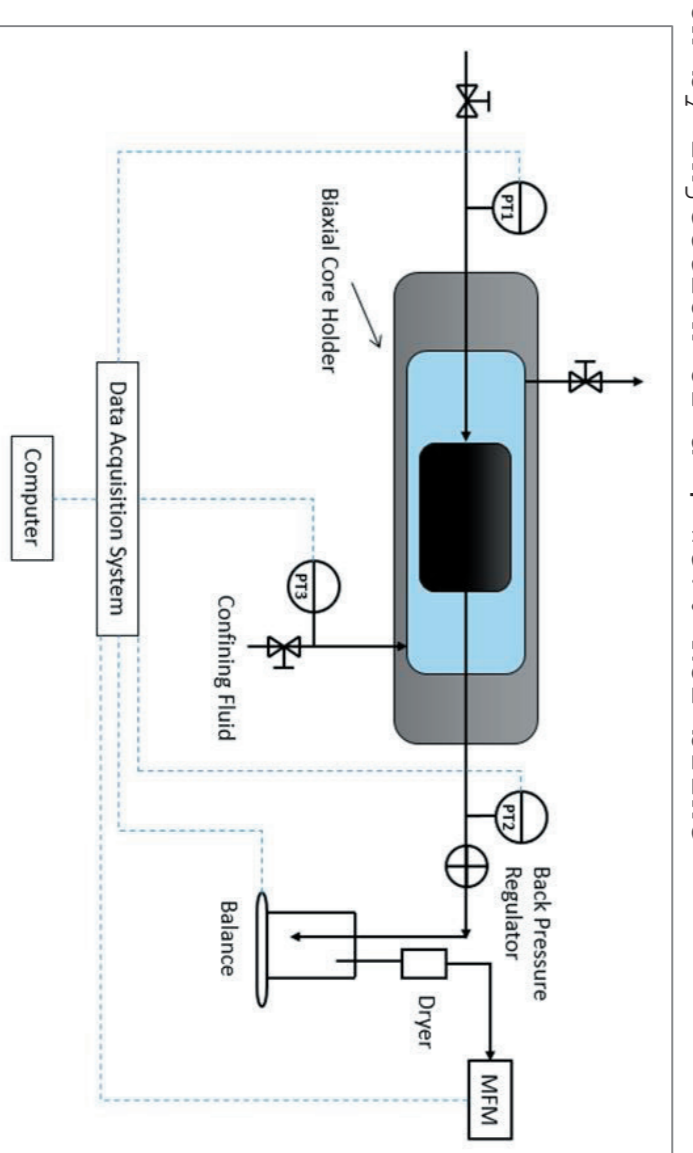 PT1
Biaxial Core Holder
PT3
Confining Fluid
PT2
Back Pressure
Regulator
Dryer
MFM
Balance
Data Acquisition System
Computer